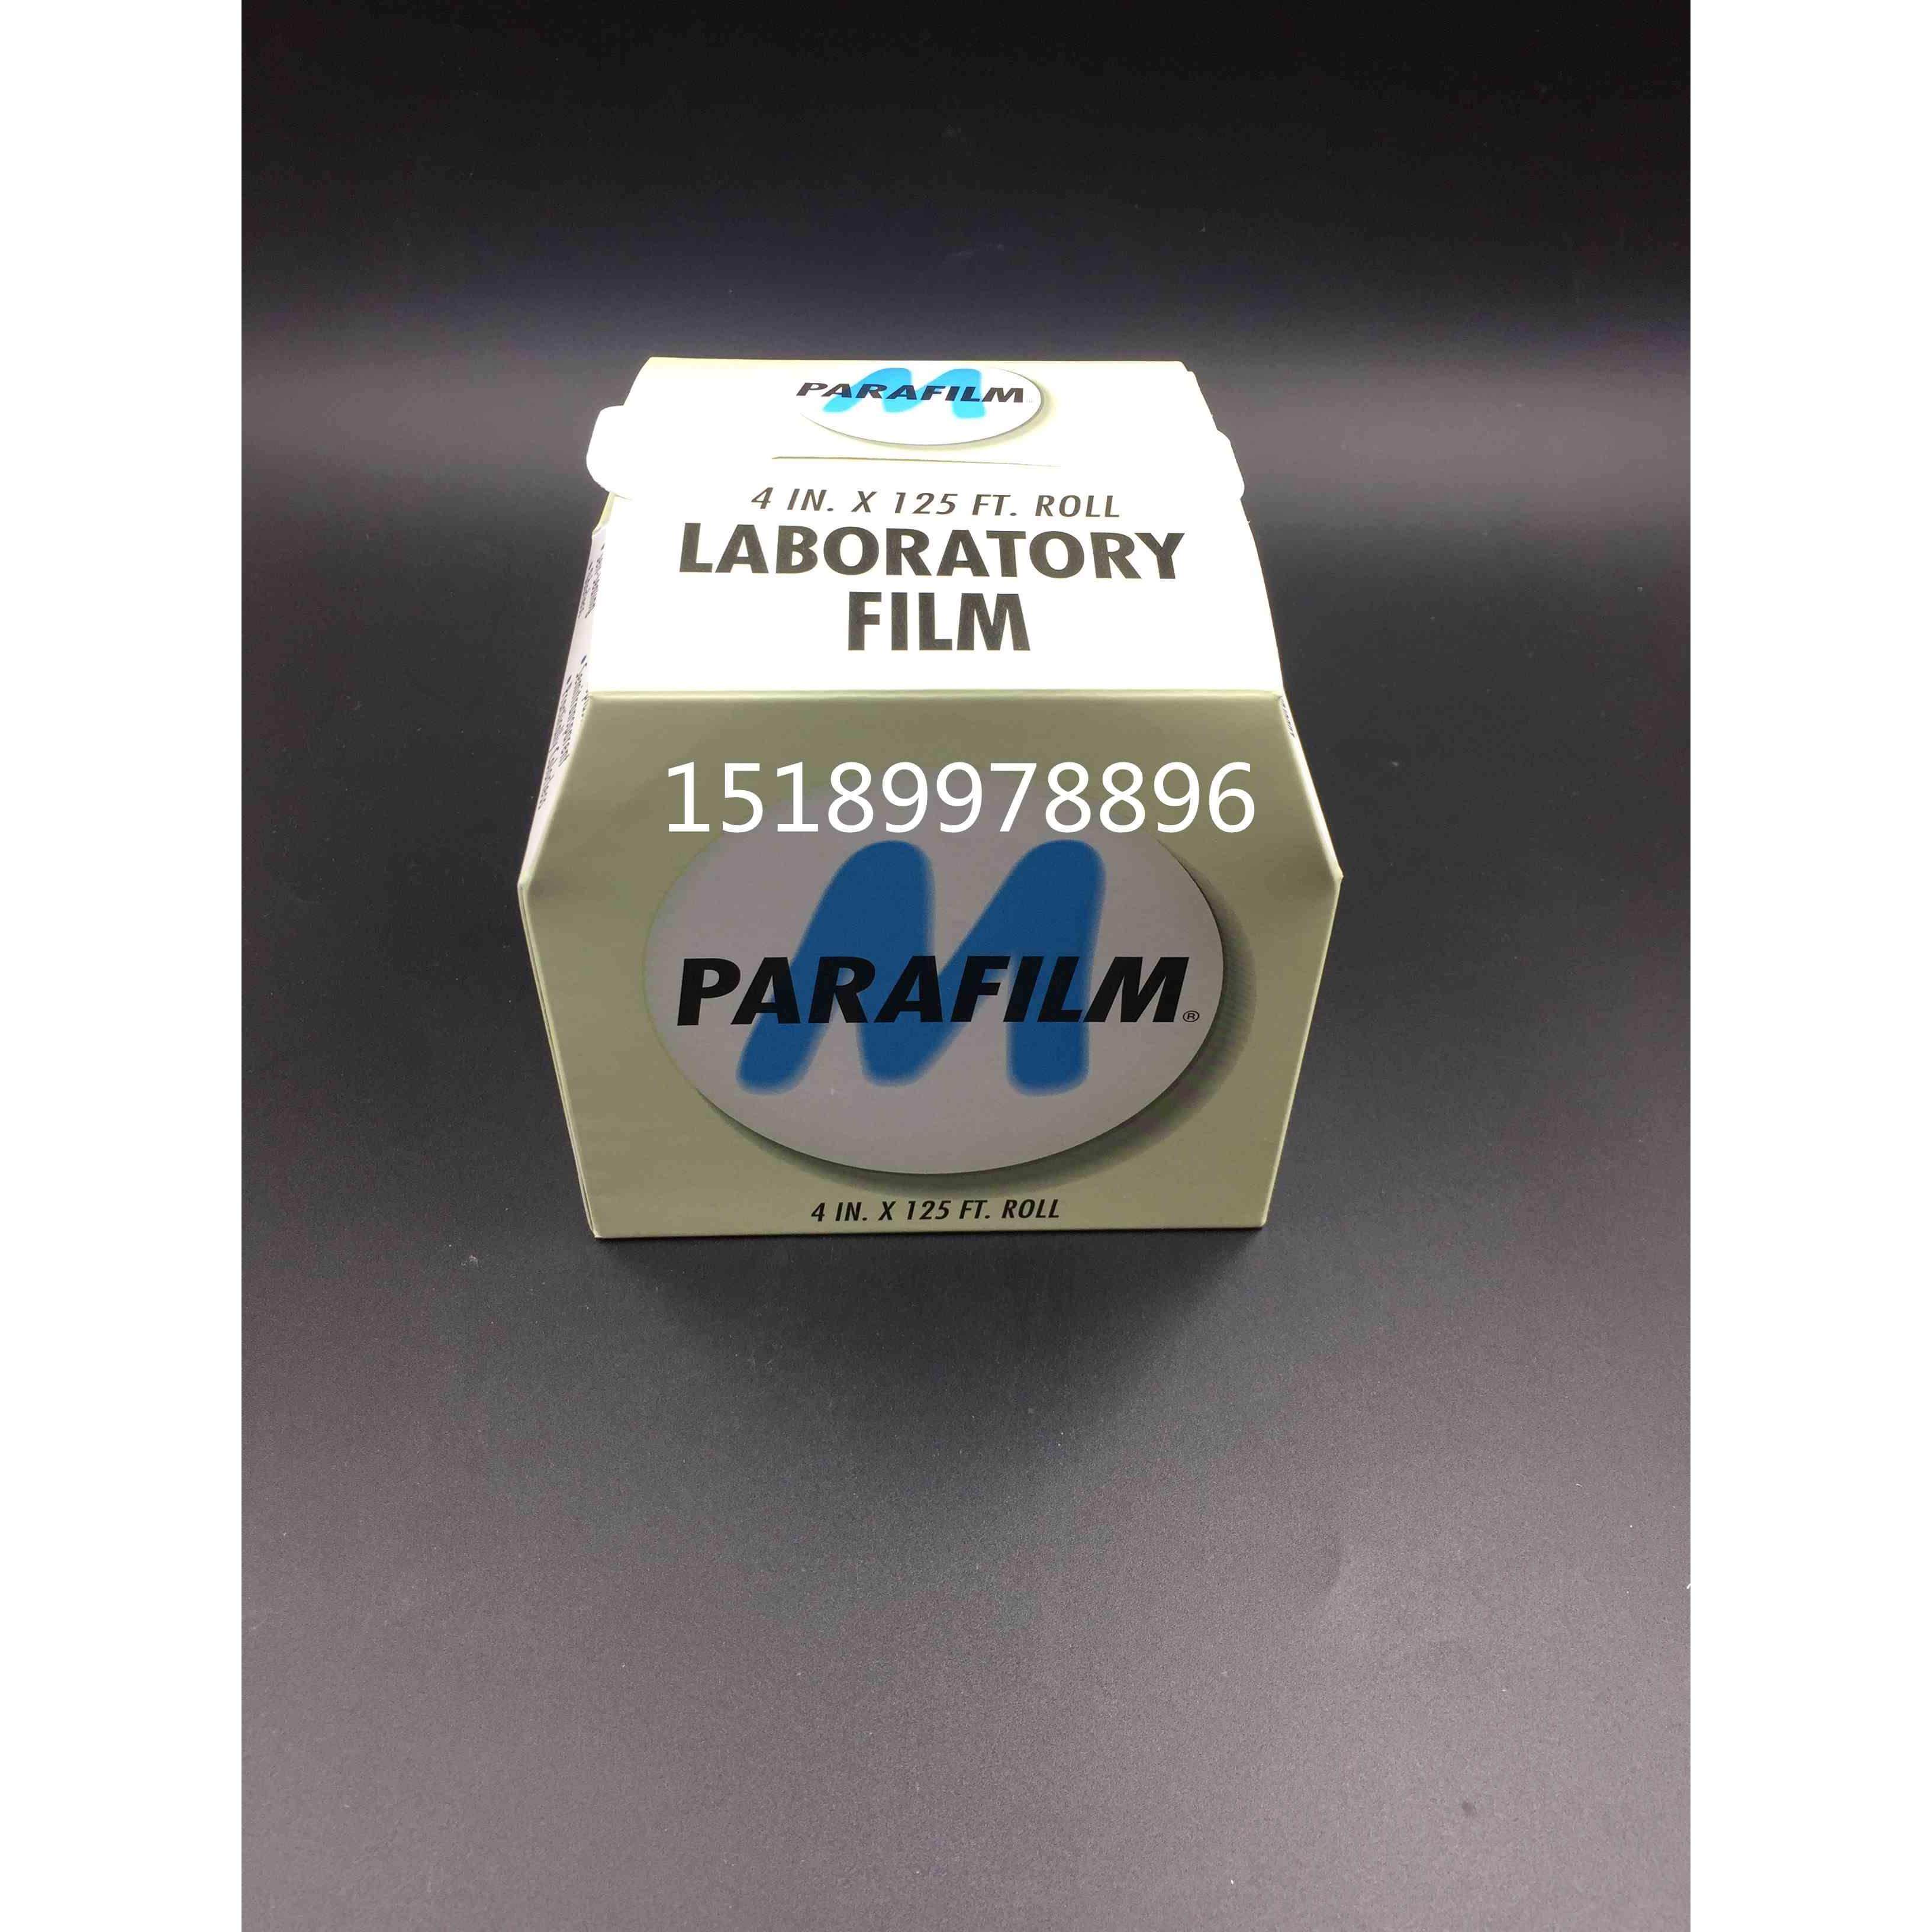 PARAFILM
4 IN. X 125 FT. ROLL
LABORATORY
FILM
15189978896
M
PARAFILM®
4 IN. X 125 FT. ROLL